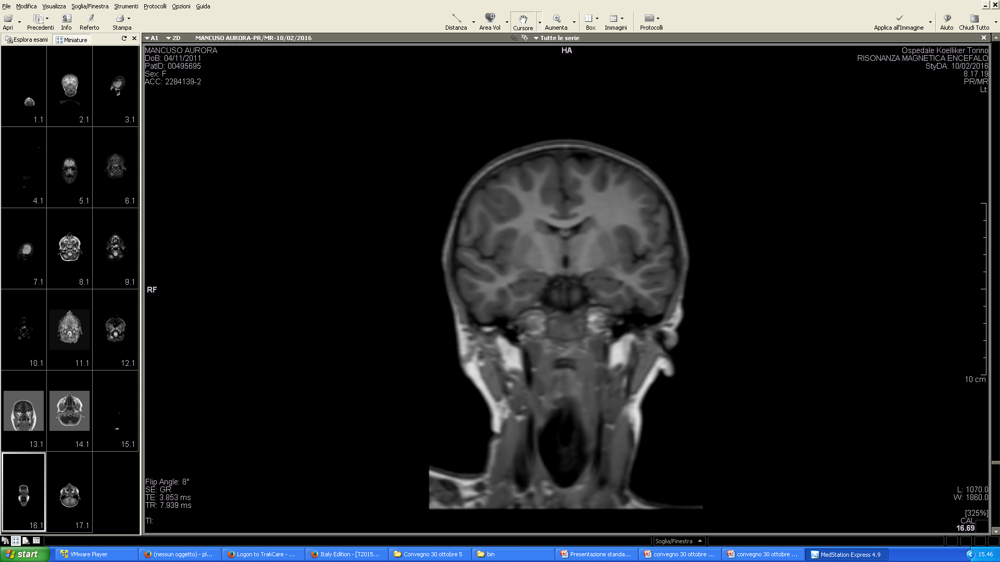 File Modifica Visualizza Soglia/Finestra Strumenti Protocolli Opzioni Guida
Apri Precedenti Info Referto Stampa Distanza Area Vol Cursore Aumenta Box Immagini Protocolli Applica all'Immagine Aiuto Chiudi Tutto
Esplora esami Miniature
A1 2D MANCUSO AURORA-PR/MR-10/02/2016 Tutte le serie
MANCUSO AURORA
DoB: 04/11/2011
PatID: 00495695
Sex: F
ACC: 2284139-2
HA
Ospedale Koelliker Torino
RISONANZA MAGNETICA ENCEFALO
StyDA: 10/02/2016
8.17.19
PR/MR
Lt
1.1 2.1 3.1
4.1 5.1 6.1
7.1 8.1 9.1
10.1 11.1 12.1
13.1 14.1 15.1
16.1 17.1
RF
10 cm
Flip Angle: 8°
SE: GR
TE: 3.853 ms
TR: 7.939 ms
TI:
L: 1070.0
W: 1860.0
[325%]
CAL
16.69
Soglia/Finestra
start VMware Player (nessun oggetto) - pl... Logon to TrakCare - ... Italy Edition - [T2015... Convegno 30 ottobre 5 bin Presentazione standa... convegno 30 ottobre ... convegno 30 ottobre ... MedStation Express 4.9 15.46